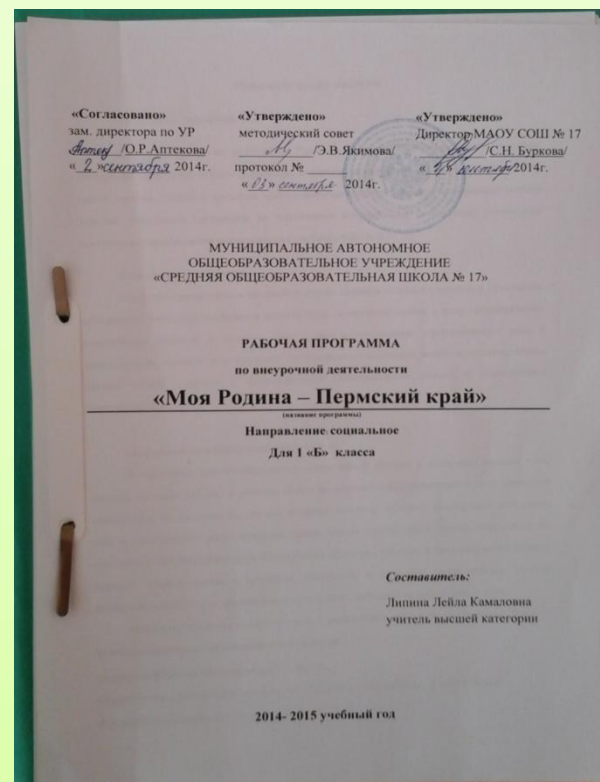 «Согласовано»
зам. директора по УР
/О.Р.Аптекова/
« 2 » сентября 2014г.
«Утверждено»
методический совет
/Э.В.Якимова/
протокол №
« 03 » сентября 2014г.
«Утверждено»
Директор МАОУ СОШ № 17
/С.Н. Буркова/
сентября 2014г.
МУНИЦИПАЛЬНОЕ АВТОНОМНОЕ
ОБЩЕОБРАЗОВАТЕЛЬНОЕ УЧРЕЖДЕНИЕ
«СРЕДНЯЯ ОБЩЕОБРАЗОВАТЕЛЬНАЯ ШКОЛА № 17»
РАБОЧАЯ ПРОГРАММА
по внеурочной деятельности
«Моя Родина – Пермский край»
(название программы)
Направление социальное
Для 1 «Б» класса
Составитель:
Липина Лейла Камаловна
учитель высшей категории
2014- 2015 учебный год